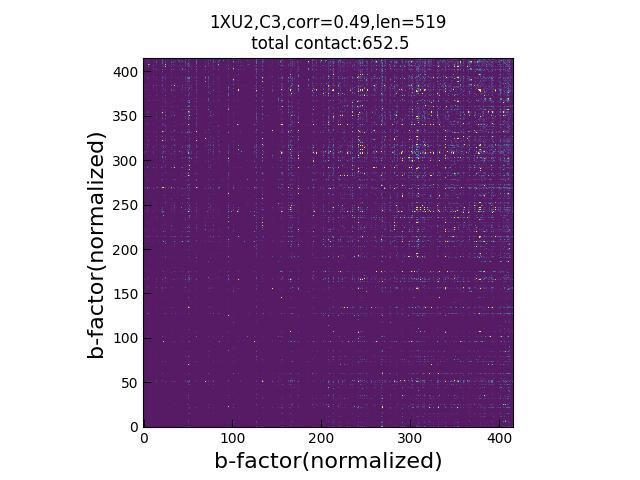 1XU2,C3,corr=0.49,len=519
total contact:652.5
400
350
300
250
200
150
100
50
0
b-factor(normalized)
0 100 200 300 400
b-factor(normalized)